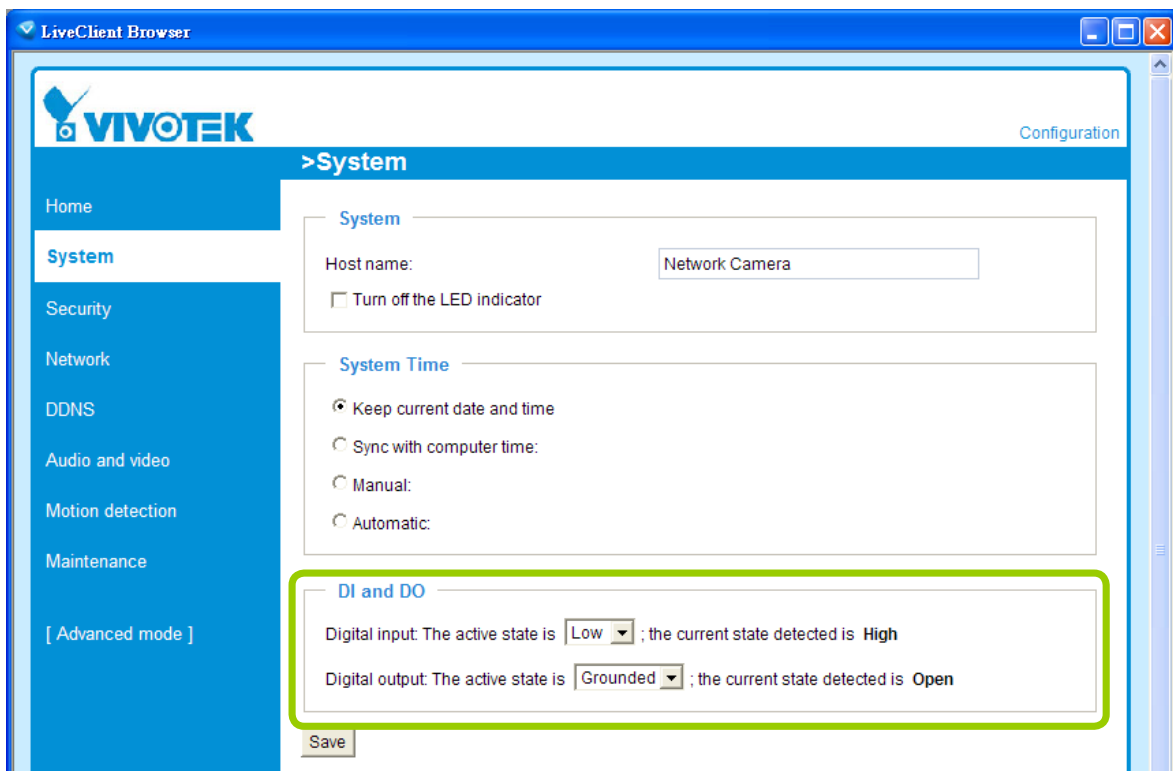 LiveClient Browser
VIVOTEK
Configuration
>System
Home
System
Security
Network
DDNS
Audio and video
Motion detection
Maintenance
[ Advanced mode ]
System
Host name: Network Camera
Turn off the LED indicator
System Time
Keep current date and time
Sync with computer time:
Manual:
Automatic:
DI and DO
Digital input: The active state is Low ; the current state detected is High
Digital output: The active state is Grounded ; the current state detected is Open
Save